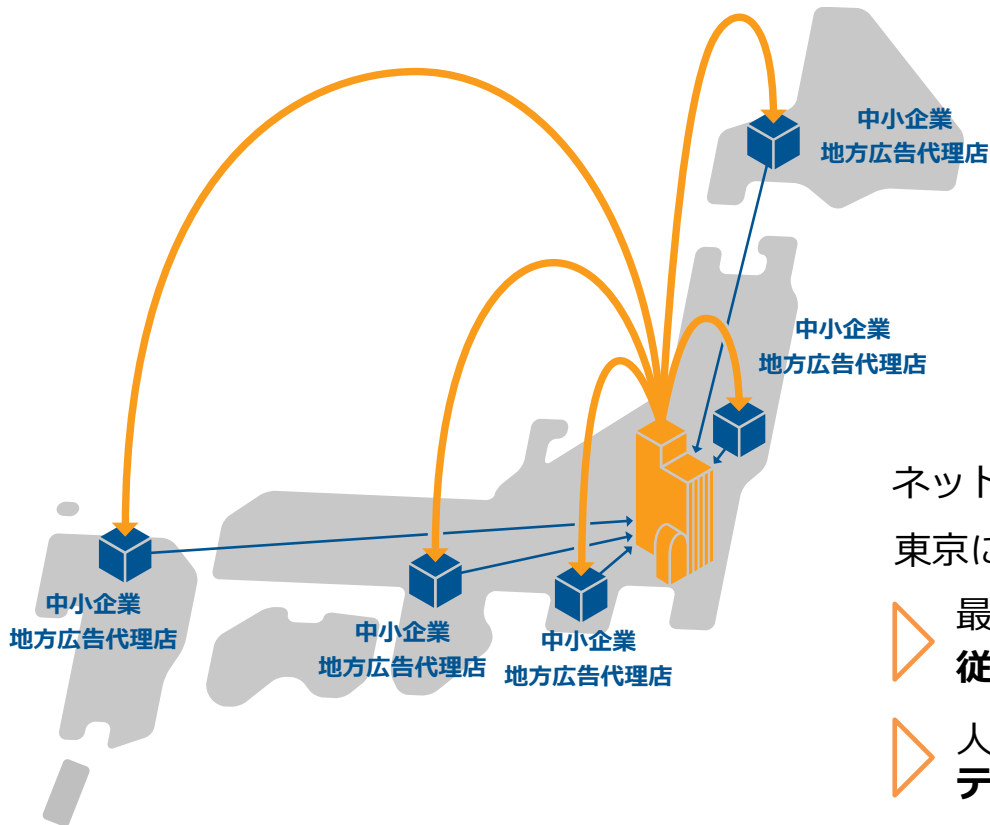 中小企業
地方広告代理店
中小企業
地方広告代理店
中小企業
地方広告代理店
中小企業
地方広告代理店
中小企業
地方広告代理店
ネット
東京に
最
従
人
テ